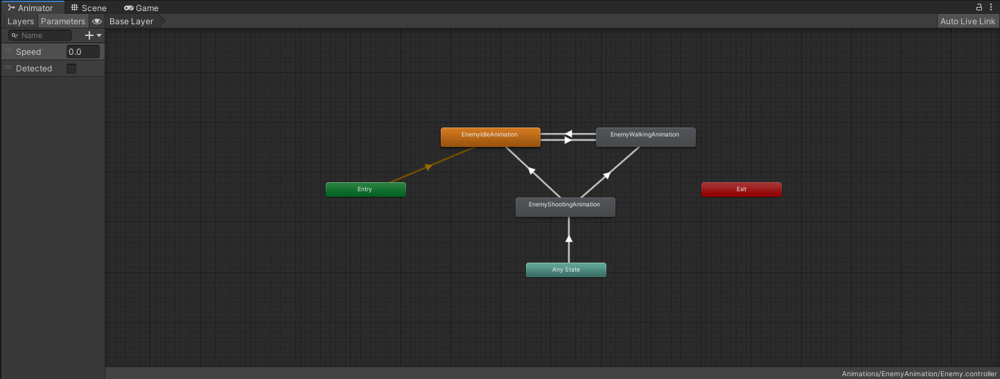 Animator Scene Game
Layers Parameters Base Layer Auto Live Link
Name
Speed 0.0
Detected
EnemyIdleAnimation EnemyWalkingAnimation
Entry Exit
EnemyShootingAnimation
Any State
Animations/EnemyAnimation/Enemy.controller